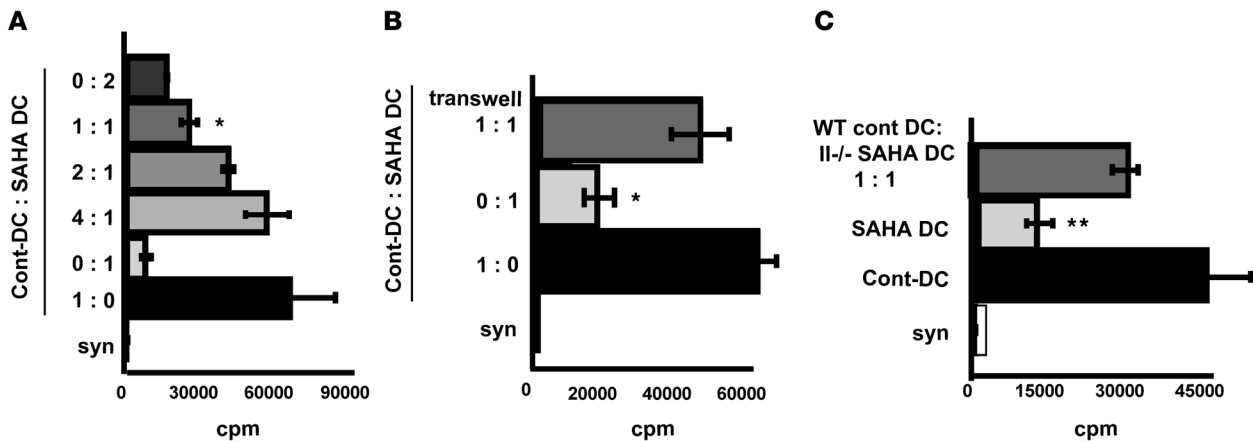 A
Cont-DC : SAHA DC
0 : 2
1 : 1
*
2 : 1
4 : 1
0 : 1
1 : 0
syn
0 30000 60000 90000
cpm
B
Cont-DC : SAHA DC
transwell
1 : 1
0 : 1
*
1 : 0
syn
0 20000 40000 60000
cpm
C
WT cont DC:
II-/- SAHA DC
1 : 1
SAHA DC
**
Cont-DC
syn
0 15000 30000 45000
cpm